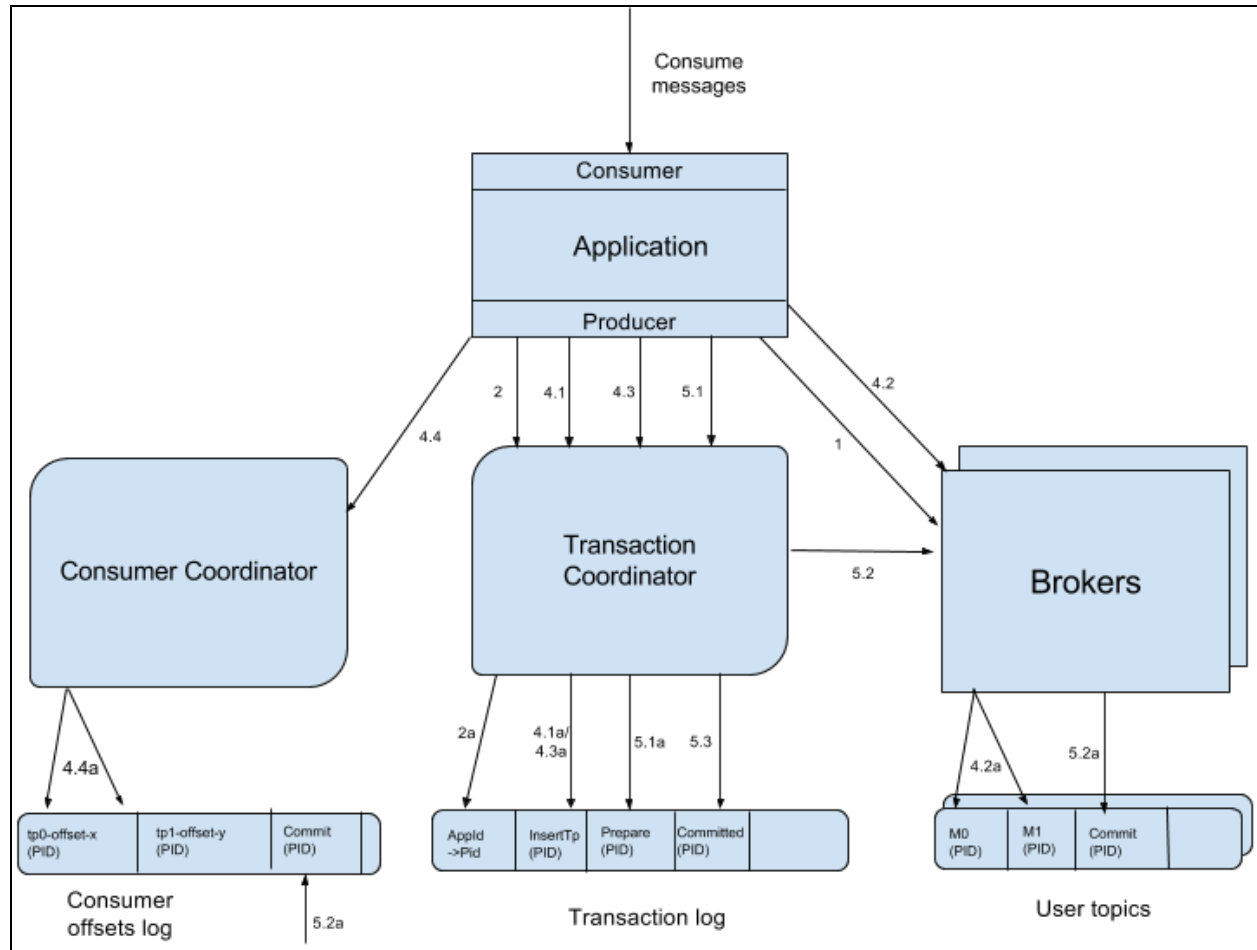 Consume
messages
Consumer
Application
Producer
4.4
2
4.1
4.3
5.1
1
4.2
Consumer Coordinator
Transaction
Coordinator
5.2
Brokers
4.4a
2a
4.1a/
4.3a
5.1a
5.3
4.2a
5.2a
tp0-offset-x
(PID)
tp1-offset-y
(PID)
Commit
(PID)
AppId
->Pid
InsertTp
(PID)
Prepare
(PID)
Committed
(PID)
M0
(PID)
M1
(PID)
Commit
(PID)
Consumer
offsets log
5.2a
Transaction log
User topics